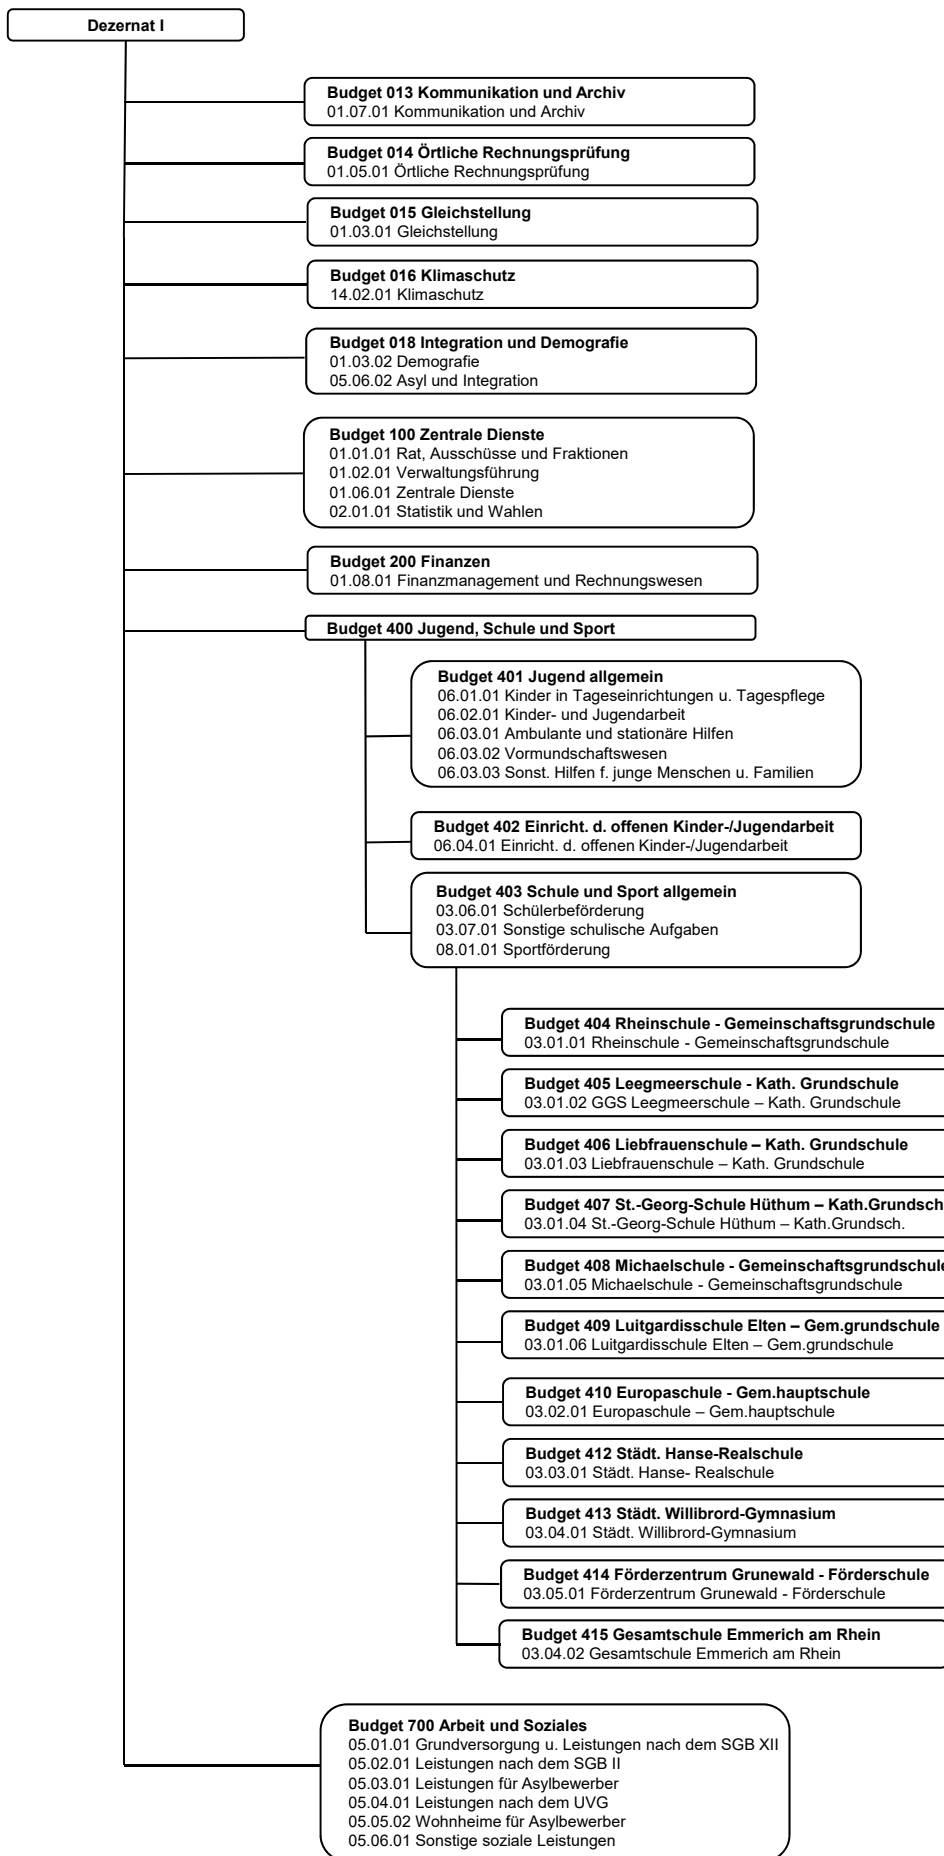 Dezernat I
Budget 013 Kommunikation und Archiv
01.07.01 Kommunikation und Archiv
Budget 014 Örtliche Rechnungsprüfung
01.05.01 Örtliche Rechnungsprüfung
Budget 015 Gleichstellung
01.03.01 Gleichstellung
Budget 016 Klimaschutz
14.02.01 Klimaschutz
Budget 018 Integration und Demografie
01.03.02 Demografie
05.06.02 Asyl und Integration
Budget 100 Zentrale Dienste
01.01.01 Rat, Ausschüsse und Fraktionen
01.02.01 Verwaltungsführung
01.06.01 Zentrale Dienste
02.01.01 Statistik und Wahlen
Budget 200 Finanzen
01.08.01 Finanzmanagement und Rechnungswesen
Budget 400 Jugend, Schule und Sport
Budget 401 Jugend allgemein
06.01.01 Kinder in Tageseinrichtungen u. Tagespflege
06.02.01 Kinder- und Jugendarbeit
06.03.01 Ambulante und stationäre Hilfen
06.03.02 Vormundschaftswesen
06.03.03 Sonst. Hilfen f. junge Menschen u. Familien
Budget 402 Einricht. d. offenen Kinder-/Jugendarbeit
06.04.01 Einricht. d. offenen Kinder-/Jugendarbeit
Budget 403 Schule und Sport allgemein
03.06.01 Schülerbeförderung
03.07.01 Sonstige schulische Aufgaben
08.01.01 Sportförderung
Budget 404 Rheinschule - Gemeinschaftsgrundschule
03.01.01 Rheinschule - Gemeinschaftsgrundschule
Budget 405 Leegmeerschule - Kath. Grundschule
03.01.02 GGS Leegmeerschule – Kath. Grundschule
Budget 406 Liebfrauenschule – Kath. Grundschule
03.01.03 Liebfrauenschule – Kath. Grundschule
Budget 407 St.-Georg-Schule Hüthum – Kath.Grundsch
03.01.04 St.-Georg-Schule Hüthum – Kath.Grundsch.
Budget 408 Michaelschule - Gemeinschaftsgrundschule
03.01.05 Michaelschule - Gemeinschaftsgrundschule
Budget 409 Luitgardisschule Elten – Gem.grundschule
03.01.06 Luitgardisschule Elten – Gem.grundschule
Budget 410 Europaschule - Gem.hauptschule
03.02.01 Europaschule – Gem.hauptschule
Budget 412 Städt. Hanse-Realschule
03.03.01 Städt. Hanse- Realschule
Budget 413 Städt. Willibrord-Gymnasium
03.04.01 Städt. Willibrord-Gymnasium
Budget 414 Förderzentrum Grunewald - Förderschule
03.05.01 Förderzentrum Grunewald - Förderschule
Budget 415 Gesamtschule Emmerich am Rhein
03.04.02 Gesamtschule Emmerich am Rhein
Budget 700 Arbeit und Soziales
05.01.01 Grundversorgung u. Leistungen nach dem SGB XII
05.02.01 Leistungen nach dem SGB II
05.03.01 Leistungen für Asylbewerber
05.04.01 Leistungen nach dem UVG
05.05.02 Wohnheime für Asylbewerber
05.06.01 Sonstige soziale Leistungen